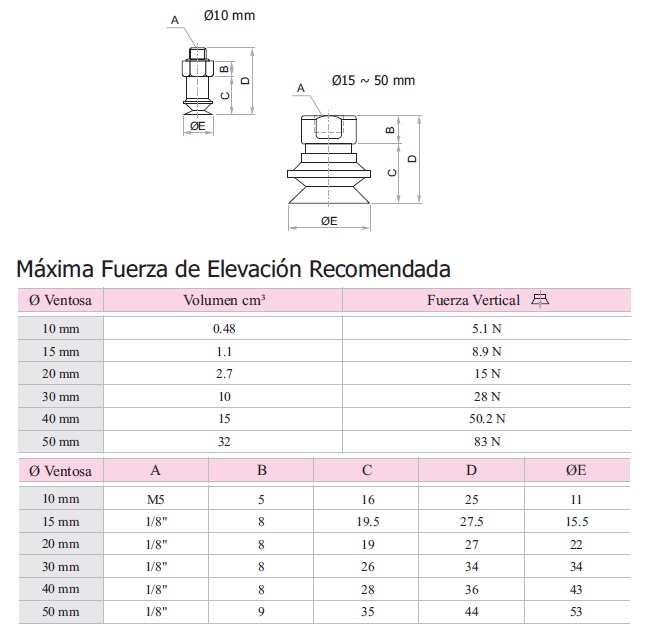 Ø10 mm
A
B
C
D
ØE
Ø15 ~ 50 mm
A
B
C
D
ØE
Máxima Fuerza de Elevación Recomendada
Ø Ventosa Volumen cm³ Fuerza Vertical
10 mm 0.48 5.1 N
15 mm 1.1 8.9 N
20 mm 2.7 15 N
30 mm 10 28 N
40 mm 15 50.2 N
50 mm 32 83 N
Ø Ventosa A B C D ØE
10 mm M5 5 16 25 11
15 mm 1/8" 8 19.5 27.5 15.5
20 mm 1/8" 8 19 27 22
30 mm 1/8" 8 26 34 34
40 mm 1/8" 8 28 36 43
50 mm 1/8" 9 35 44 53